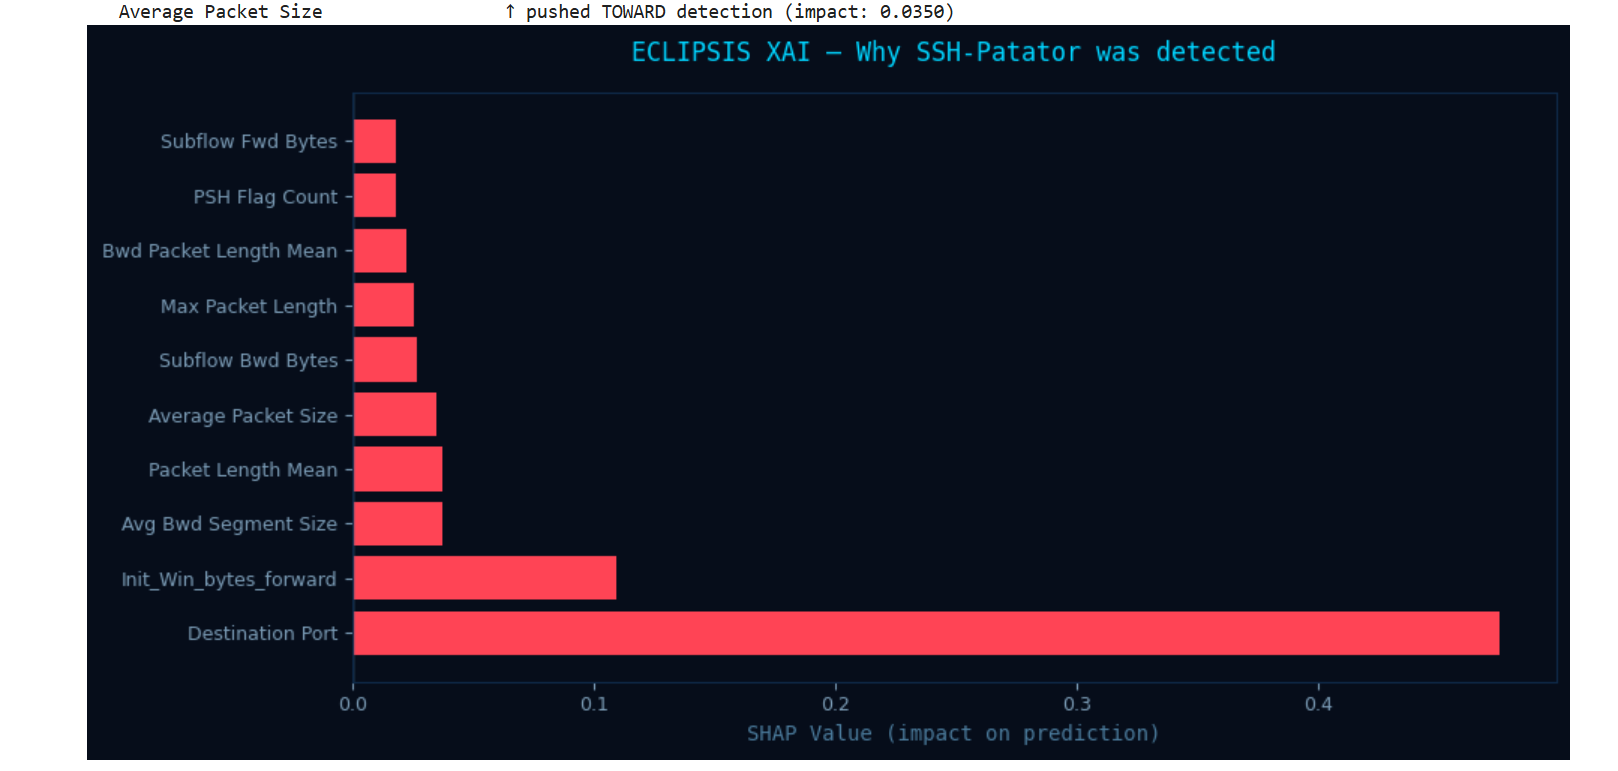 Average Packet Size ↑ pushed TOWARD detection (impact: 0.0350)
ECLIPSIS XAI — Why SSH-Patator was detected
Subflow Fwd Bytes
PSH Flag Count
Bwd Packet Length Mean
Max Packet Length
Subflow Bwd Bytes
Average Packet Size
Packet Length Mean
Avg Bwd Segment Size
Init_Win_bytes_forward
Destination Port
0.0 0.1 0.2 0.3 0.4
SHAP Value (impact on prediction)